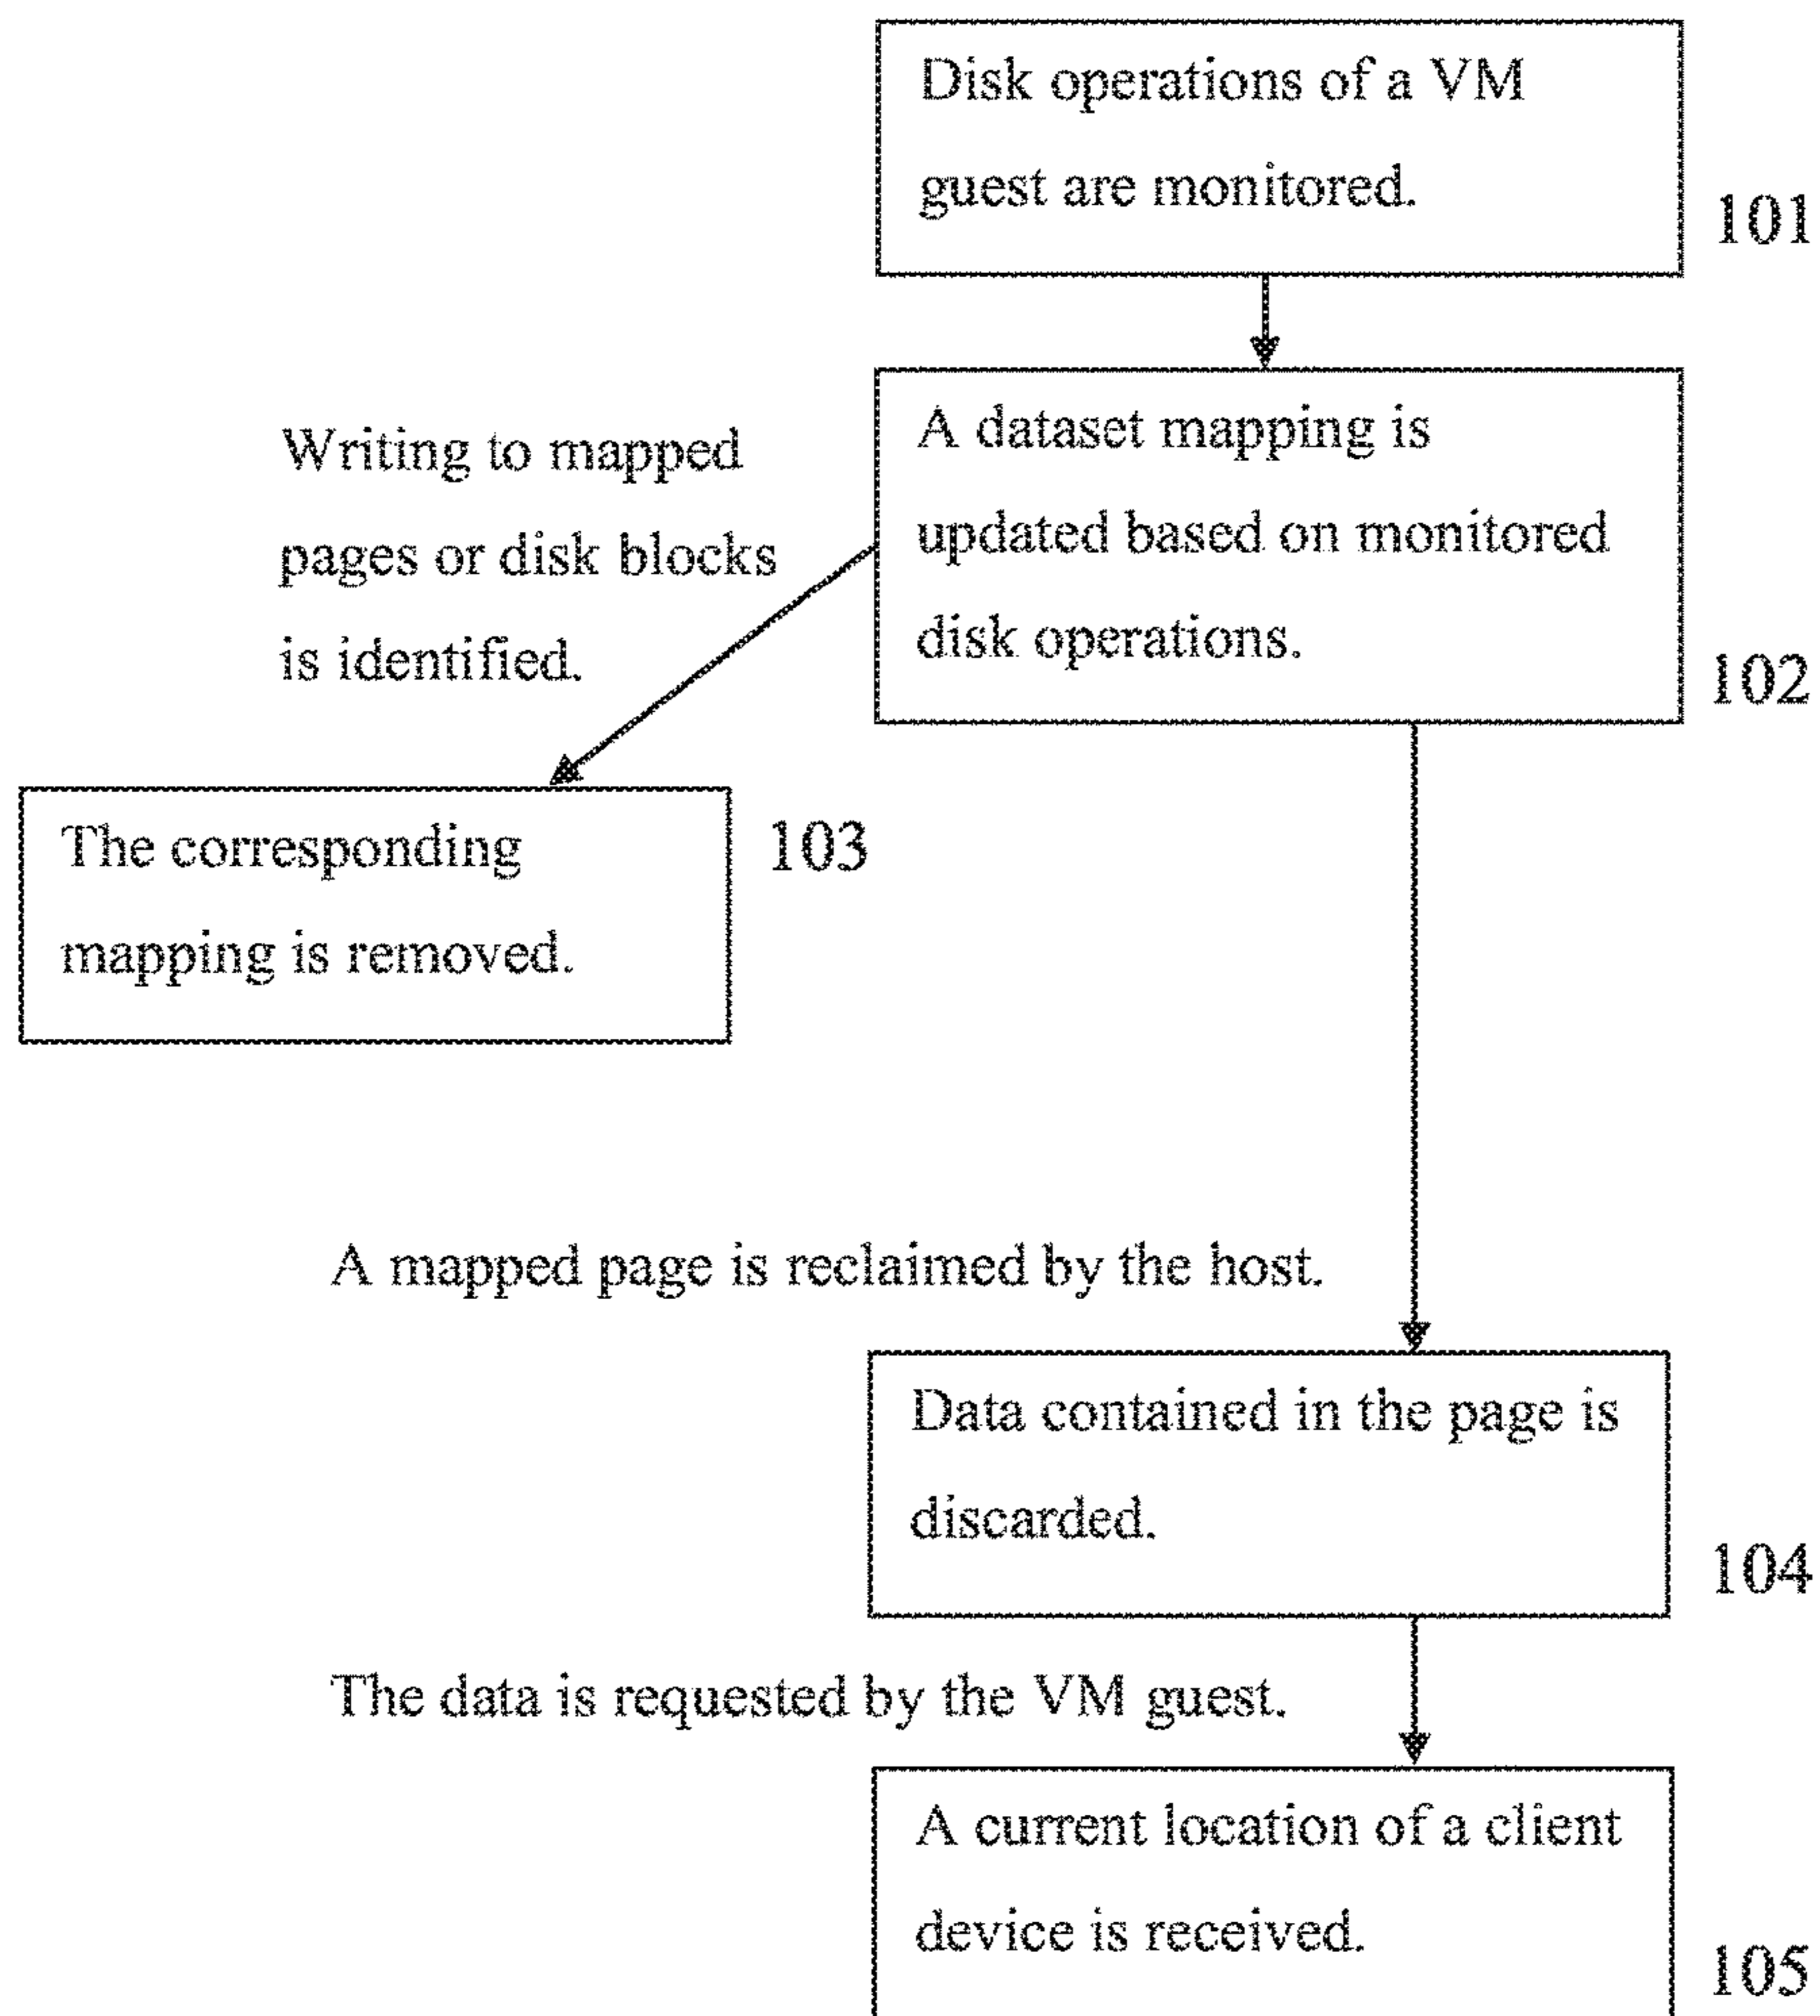 Disk operations of a VM
guest are monitored.
101
A dataset mapping is
updated based on monitored
disk operations.
102
Writing to mapped
pages or disk blocks
is identified.
The corresponding
mapping is removed.
103
A mapped page is reclaimed by the host.
Data contained in the page is
discarded.
104
The data is requested by the VM guest.
A current location of a client
device is received.
105